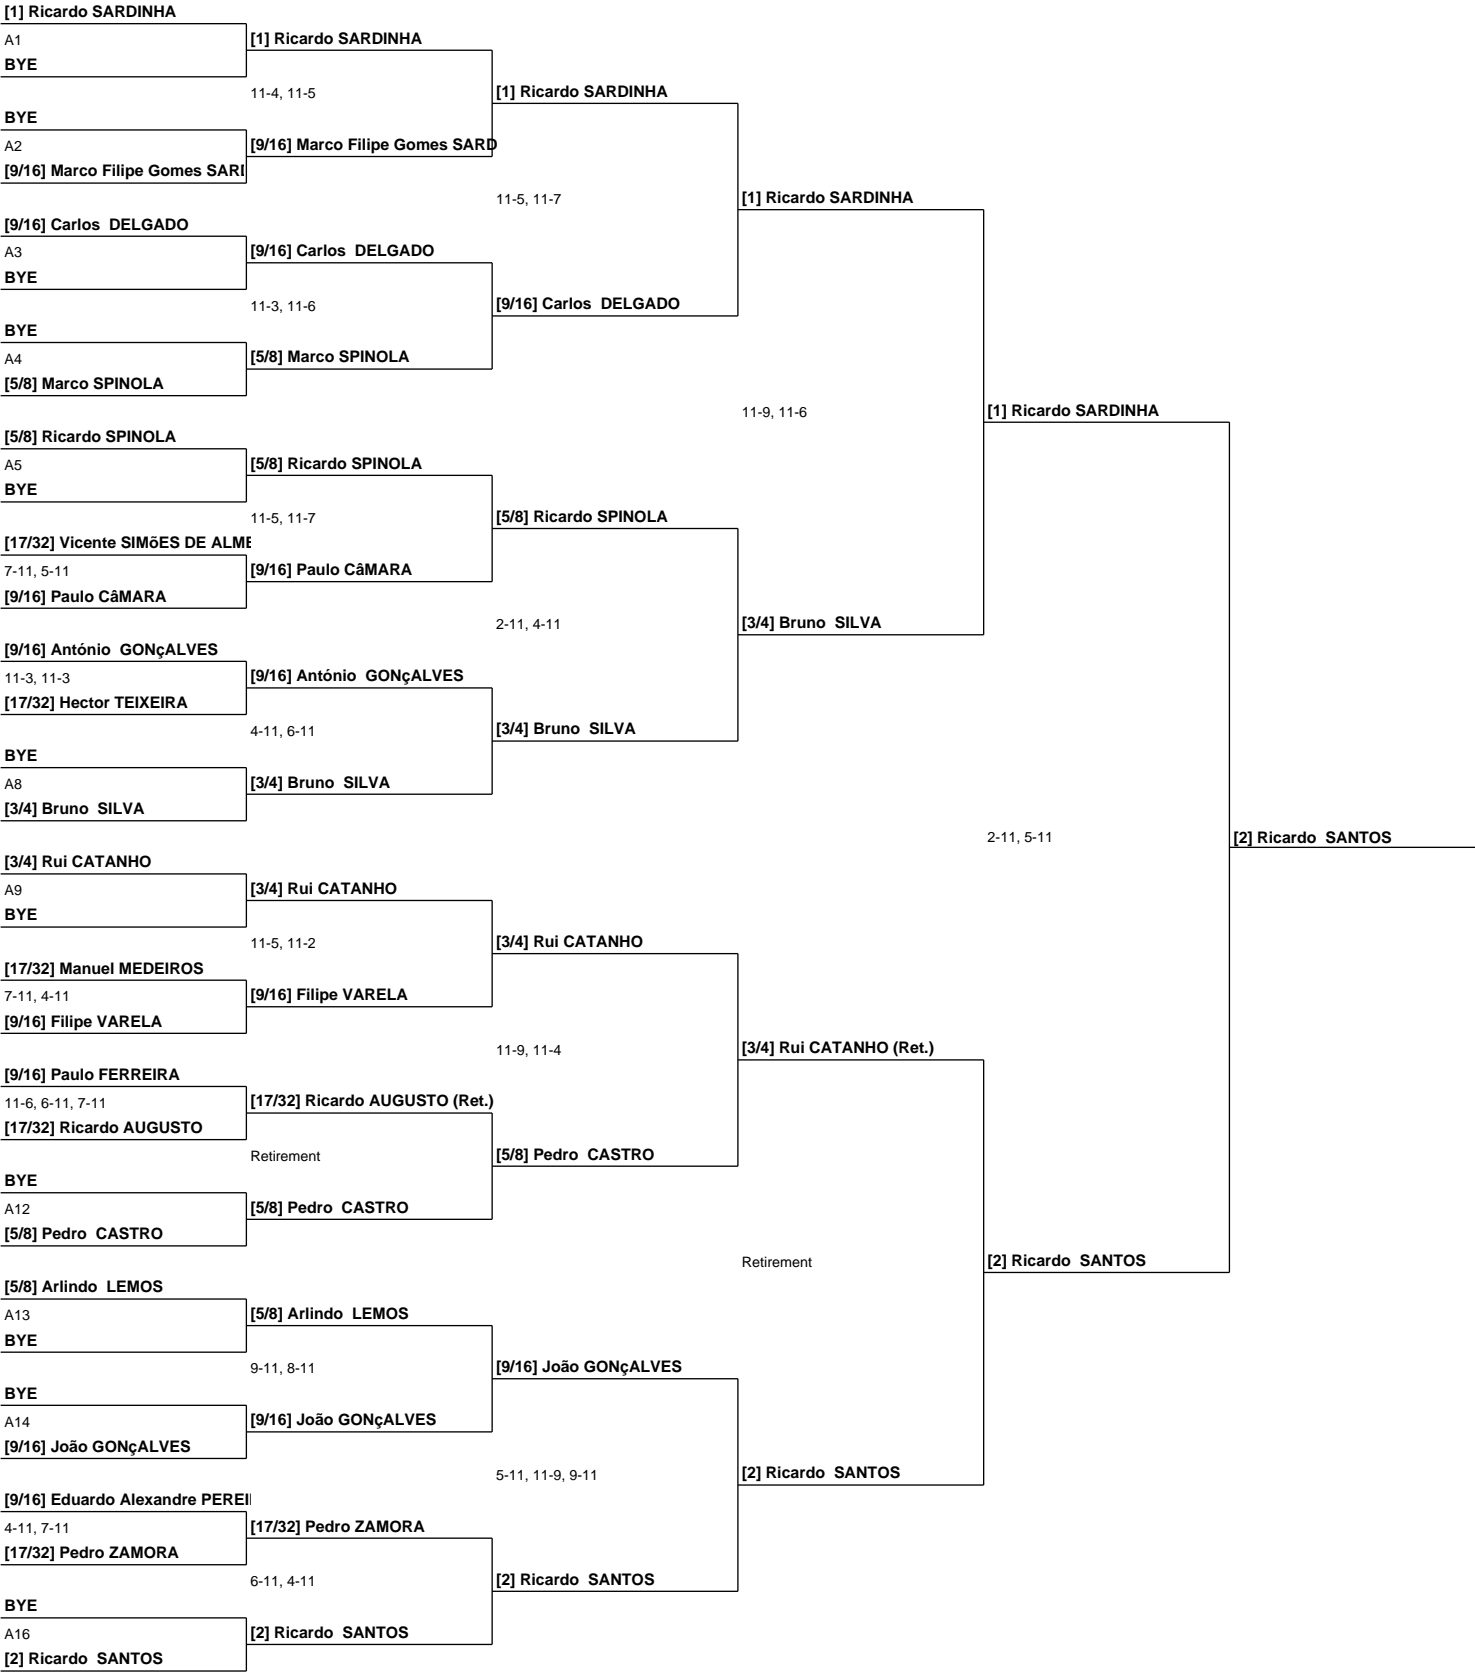 [1] Ricardo SARDINHA
A1
[1] Ricardo SARDINHA
BYE
11-4, 11-5
[1] Ricardo SARDINHA
BYE
A2
[9/16] Marco Filipe Gomes SARD
[9/16] Marco Filipe Gomes SARI
11-5, 11-7
[1] Ricardo SARDINHA
[9/16] Carlos DELGADO
A3
[9/16] Carlos DELGADO
BYE
11-3, 11-6
[9/16] Carlos DELGADO
BYE
A4
[5/8] Marco SPINOLA
[5/8] Marco SPINOLA
11-9, 11-6
[1] Ricardo SARDINHA
[5/8] Ricardo SPINOLA
A5
[5/8] Ricardo SPINOLA
BYE
11-5, 11-7
[5/8] Ricardo SPINOLA
[17/32] Vicente SIMõES DE ALME
7-11, 5-11
[9/16] Paulo CâMARA
[9/16] Paulo CâMARA
2-11, 4-11
[3/4] Bruno SILVA
[9/16] António GONçALVES
11-3, 11-3
[9/16] António GONçALVES
[17/32] Hector TEIXEIRA
4-11, 6-11
[3/4] Bruno SILVA
BYE
A8
[3/4] Bruno SILVA
[3/4] Bruno SILVA
2-11, 5-11
[2] Ricardo SANTOS
[3/4] Rui CATANHO
A9
[3/4] Rui CATANHO
BYE
11-5, 11-2
[3/4] Rui CATANHO
[17/32] Manuel MEDEIROS
7-11, 4-11
[9/16] Filipe VARELA
[9/16] Filipe VARELA
11-9, 11-4
[3/4] Rui CATANHO (Ret.)
[9/16] Paulo FERREIRA
11-6, 6-11, 7-11
[17/32] Ricardo AUGUSTO (Ret.)
[17/32] Ricardo AUGUSTO
Retirement
[5/8] Pedro CASTRO
BYE
A12
[5/8] Pedro CASTRO
[5/8] Pedro CASTRO
Retirement
[2] Ricardo SANTOS
[5/8] Arlindo LEMOS
A13
[5/8] Arlindo LEMOS
BYE
9-11, 8-11
[9/16] João GONçALVES
BYE
A14
[9/16] João GONçALVES
[9/16] João GONçALVES
5-11, 11-9, 9-11
[2] Ricardo SANTOS
[9/16] Eduardo Alexandre PEREI
4-11, 7-11
[17/32] Pedro ZAMORA
[17/32] Pedro ZAMORA
6-11, 4-11
[2] Ricardo SANTOS
BYE
A16
[2] Ricardo SANTOS
[2] Ricardo SANTOS